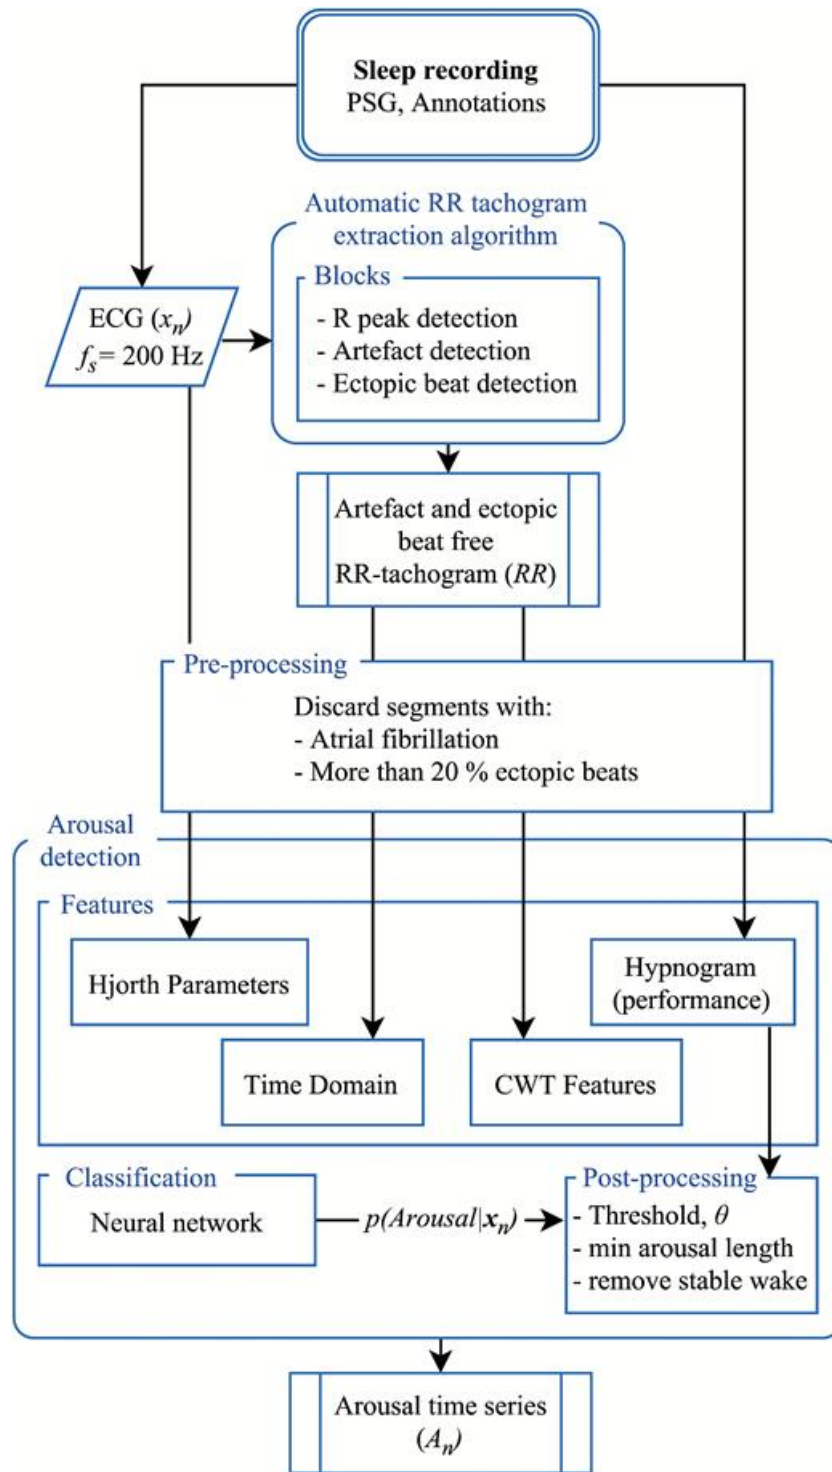 Sleep recording
PSG, Annotations
Automatic RR tachogram
extraction algorithm
Blocks
- R peak detection
- Artefact detection
- Ectopic beat detection
ECG (xₙ)
fₛ= 200 Hz
Artefact and ectopic
beat free
RR-tachogram (RR)
Pre-processing
Discard segments with:
- Atrial fibrillation
- More than 20 % ectopic beats
Arousal
detection
Features
Hjorth Parameters
Hypnogram
(performance)
Time Domain
CWT Features
Classification
Neural network
p(Arousal|xₙ)
Post-processing
- Threshold, θ
- min arousal length
- remove stable wake
Arousal time series
(Aₙ)